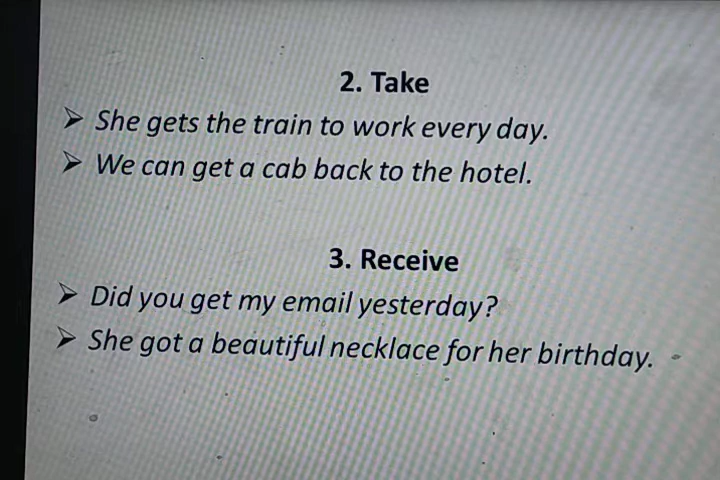 2. Take
➢ She gets the train to work every day.
➢ We can get a cab back to the hotel.
3. Receive
➢ Did you get my email yesterday?
➢ She got a beautiful necklace for her birthday.